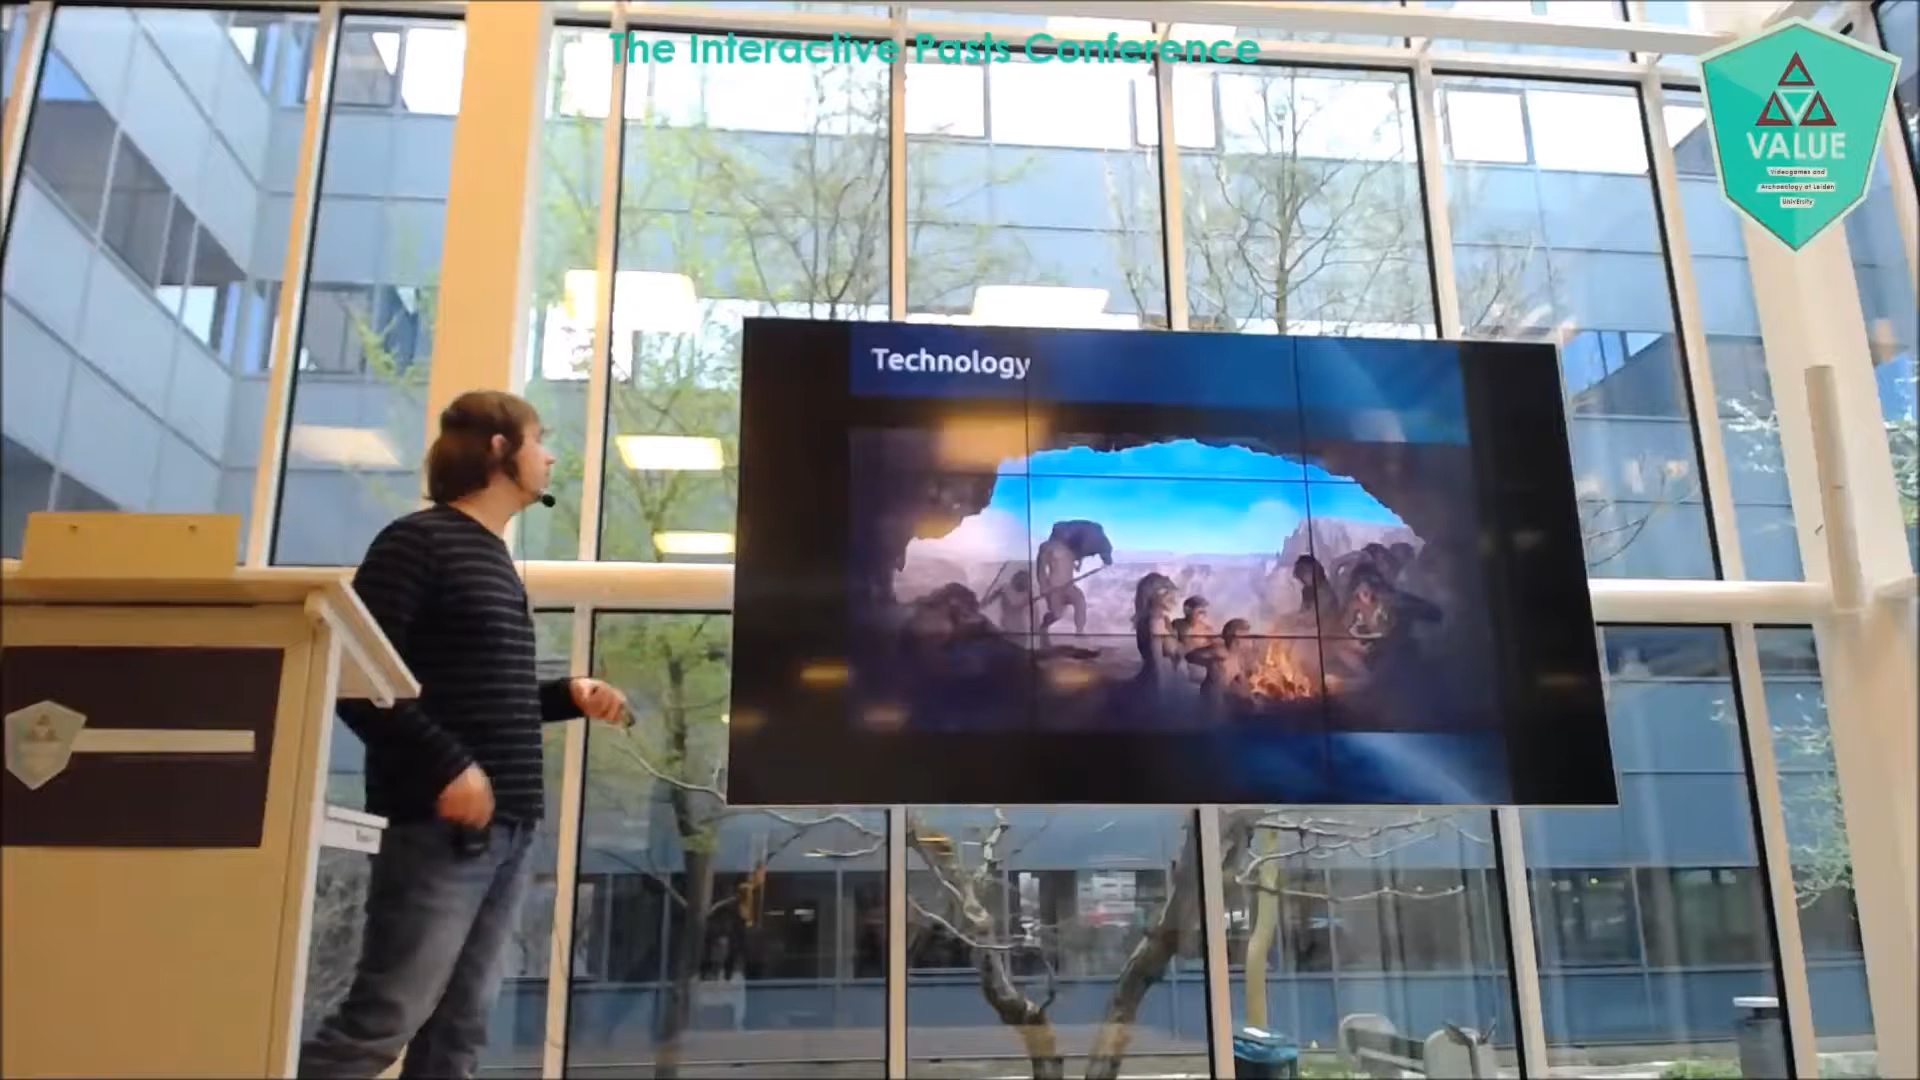 The Interactive Pasts Conference
VALUE
Videogames and
Archaeology at Leiden
University
Technology